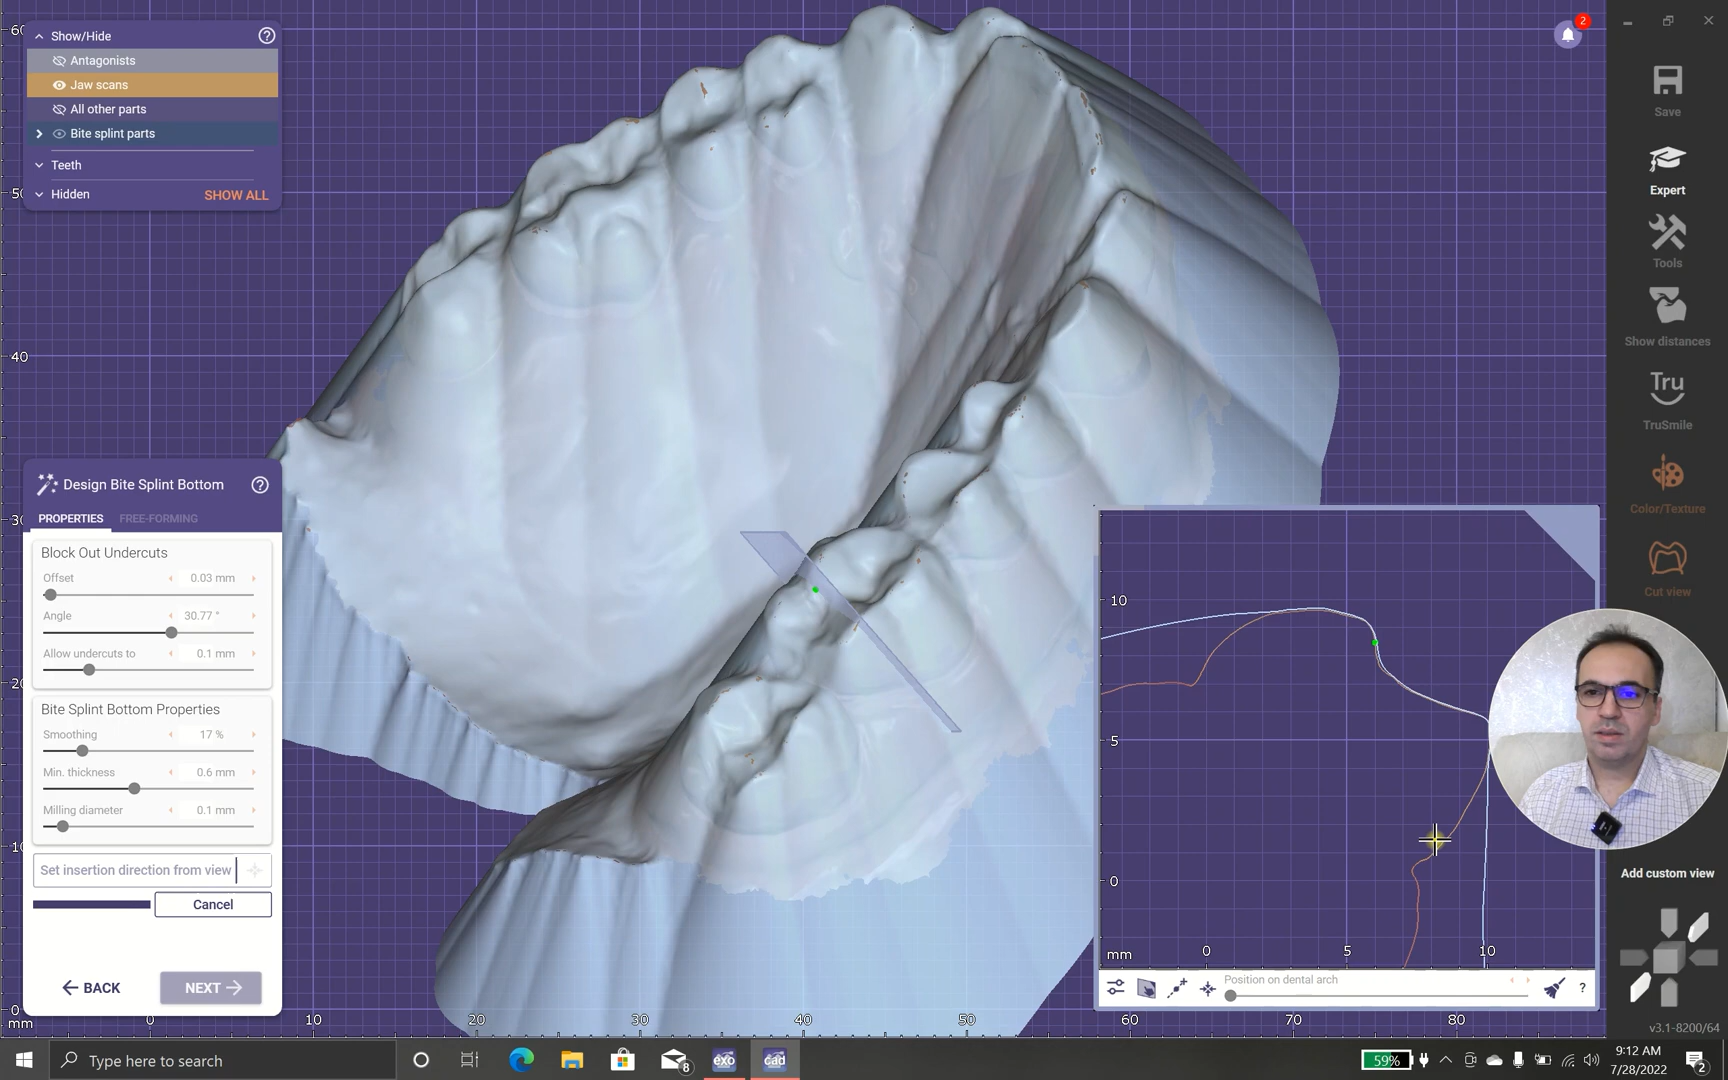 Show/Hide
Antagonists
Jaw scans
All other parts
Bite splint parts
Teeth
Hidden
SHOW ALL
60
50
40
30
20
10
0
mm
0
10
20
30
40
50
60
70
80
Design Bite Splint Bottom
PROPERTIES
FREE-FORMING
Block Out Undercuts
Offset
0.03 mm
Angle
30.77 °
Allow undercuts to
0.1 mm
Bite Splint Bottom Properties
Smoothing
17 %
Min. thickness
0.6 mm
Milling diameter
0.1 mm
Set insertion direction from view
Cancel
BACK
NEXT
10
5
0
mm
0
5
10
Position on dental arch
?
2
Save
Expert
Tools
Show distances
Tru
TruSmile
Color/Texture
Cut view
Add custom view
v3.1-8200/64
Type here to search
8
exo
cad
59%
9:12 AM
7/28/2022
2